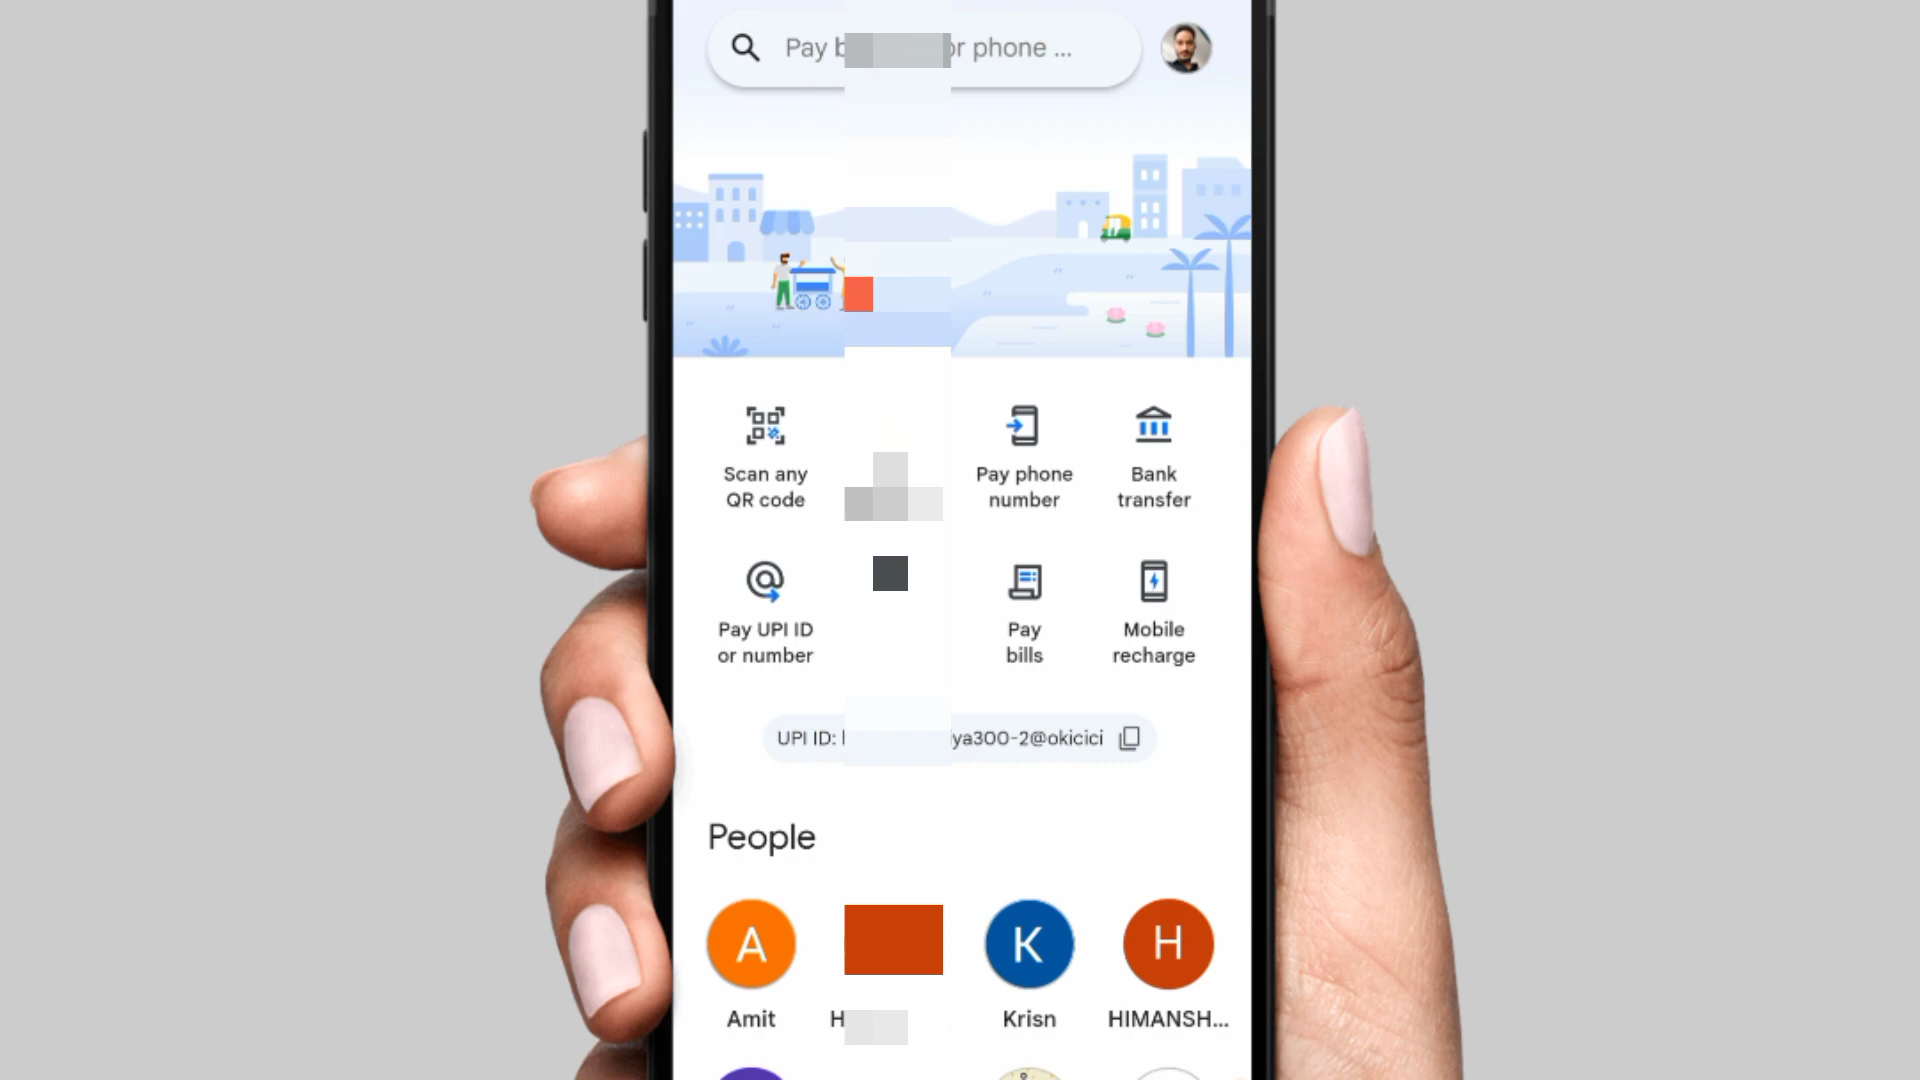 Pay or phone ...
Scan any
QR code
Pay phone
number
Bank
transfer
Pay UPI ID
or number
Pay
bills
Mobile
recharge
UPI ID: ya300-2@okicici
People
A
K
H
Amit
H
Krisn
HIMANSH...